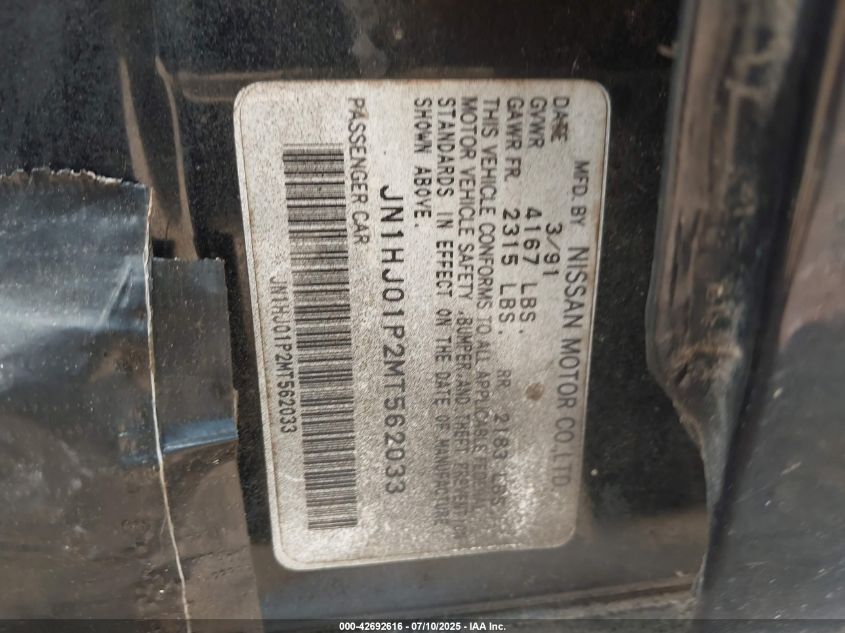 MFD. BY NISSAN MOTOR CO.,LTD.
DATE 3/91
GVWR 4167 LBS.
GAWR FR. 2315 LBS. RR. 2183 LBS.
THIS VEHICLE CONFORMS TO ALL APPLICABLE FEDERAL
MOTOR VEHICLE SAFETY ,BUMPER,AND THEFT PREVENTION
STANDARDS IN EFFECT ON THE DATE OF MANUFACTURE
SHOWN ABOVE.
JN1HJ01P2MT562033
PASSENGER CAR
JN1HJ01P2MT562033
000-42692616 - 07/10/2025 - IAA Inc.